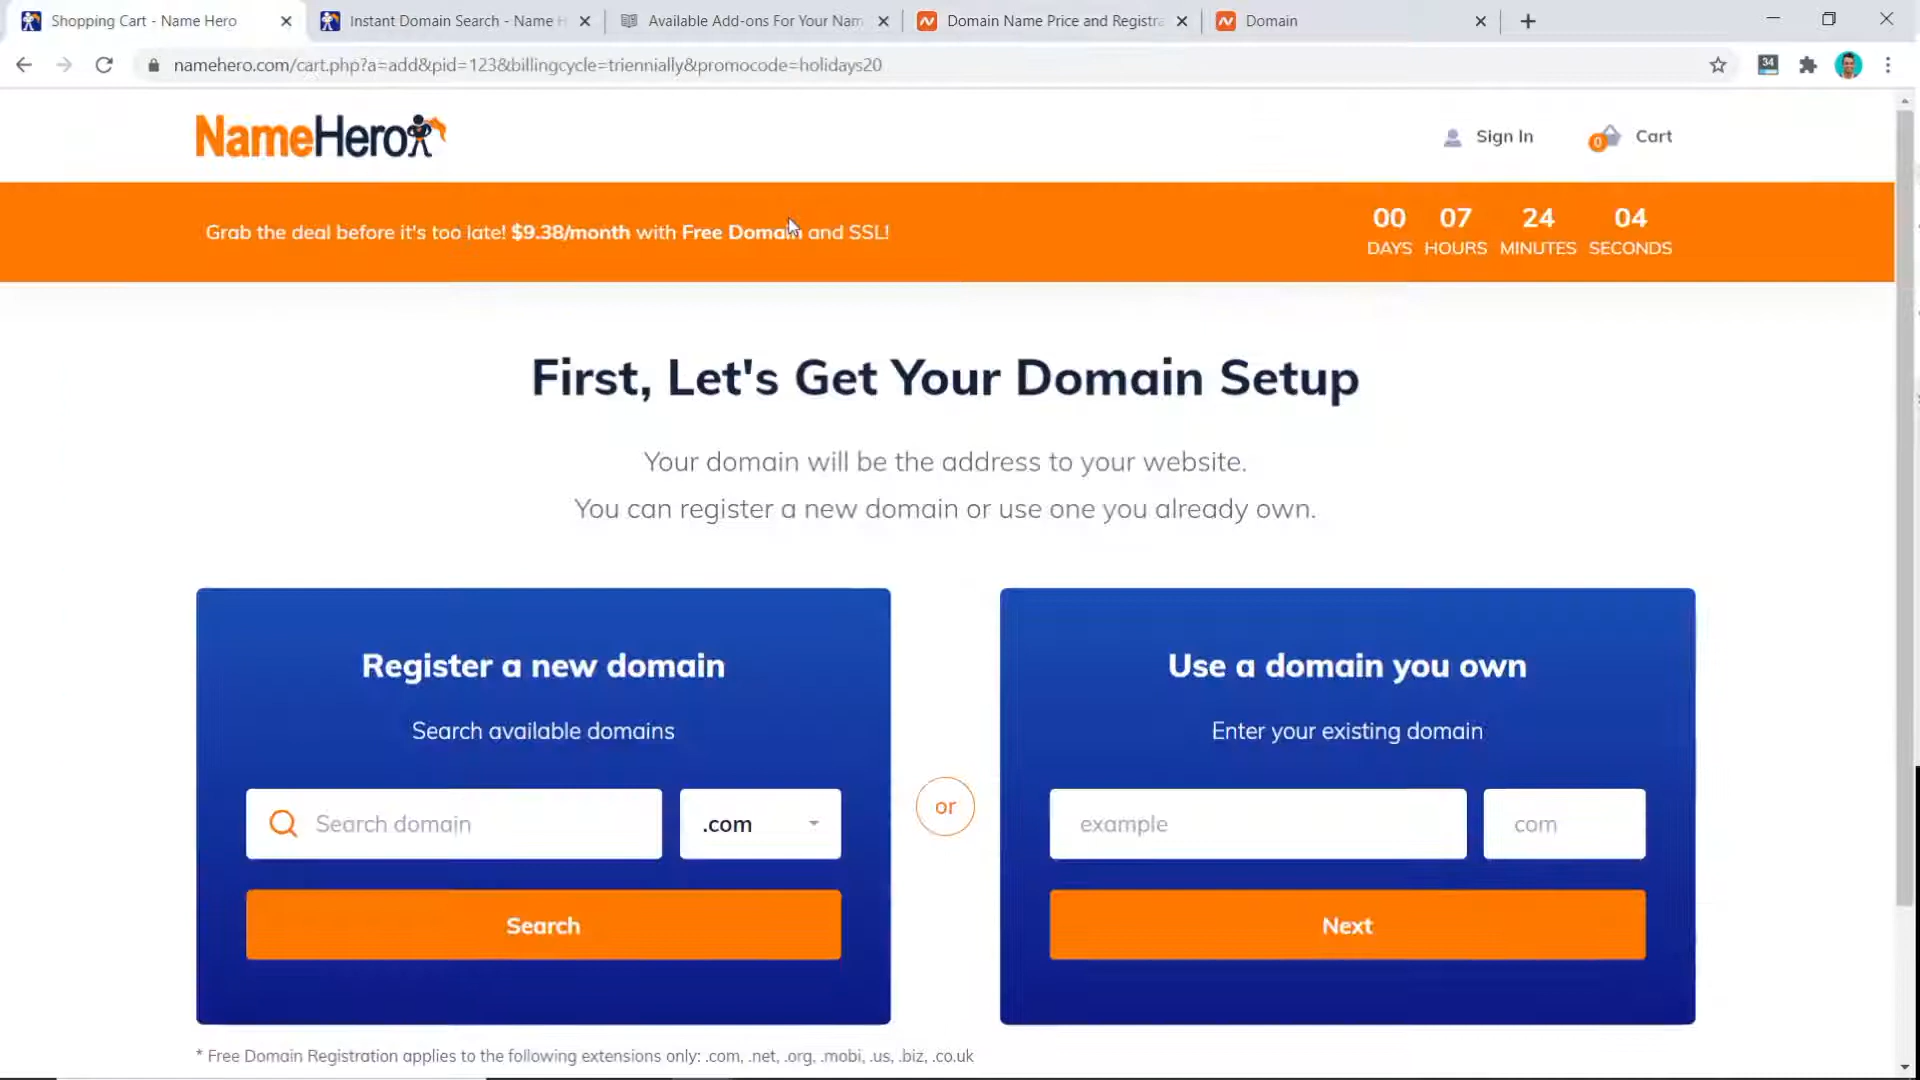 Shopping Cart - Name Hero
Instant Domain Search - Name H
Available Add-ons For Your Nam
Domain Name Price and Registra
Domain
namehero.com/cart.php?a=add&pid=123&billingcycle=triennially&promocode=holidays20
34
NameHero
Sign In
0
Cart
Grab the deal before it's too late! $9.38/month with Free Domain and SSL!
00 07 24 04
DAYS HOURS MINUTES SECONDS
First, Let's Get Your Domain Setup
Your domain will be the address to your website.
You can register a new domain or use one you already own.
Register a new domain
Search available domains
Search domain
.com
Search
or
Use a domain you own
Enter your existing domain
example
com
Next
* Free Domain Registration applies to the following extensions only: .com, .net, .org, .mobi, .us, .biz, .co.uk